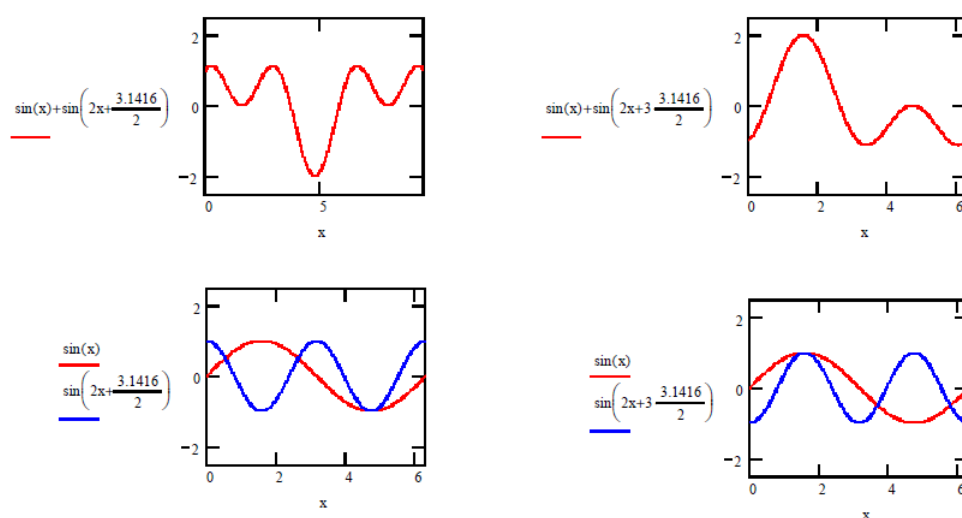 2
sin(x)+sin(2x+3.1416/2)
0
−2
0 5
x
2
sin(x)+sin(2x+3 3.1416/2)
0
−2
0 2 4 6
x
2
sin(x)
sin(2x+3.1416/2)
0
−2
0 2 4 6
x
2
sin(x)
sin(2x+3 3.1416/2)
0
−2
0 2 4 6
x